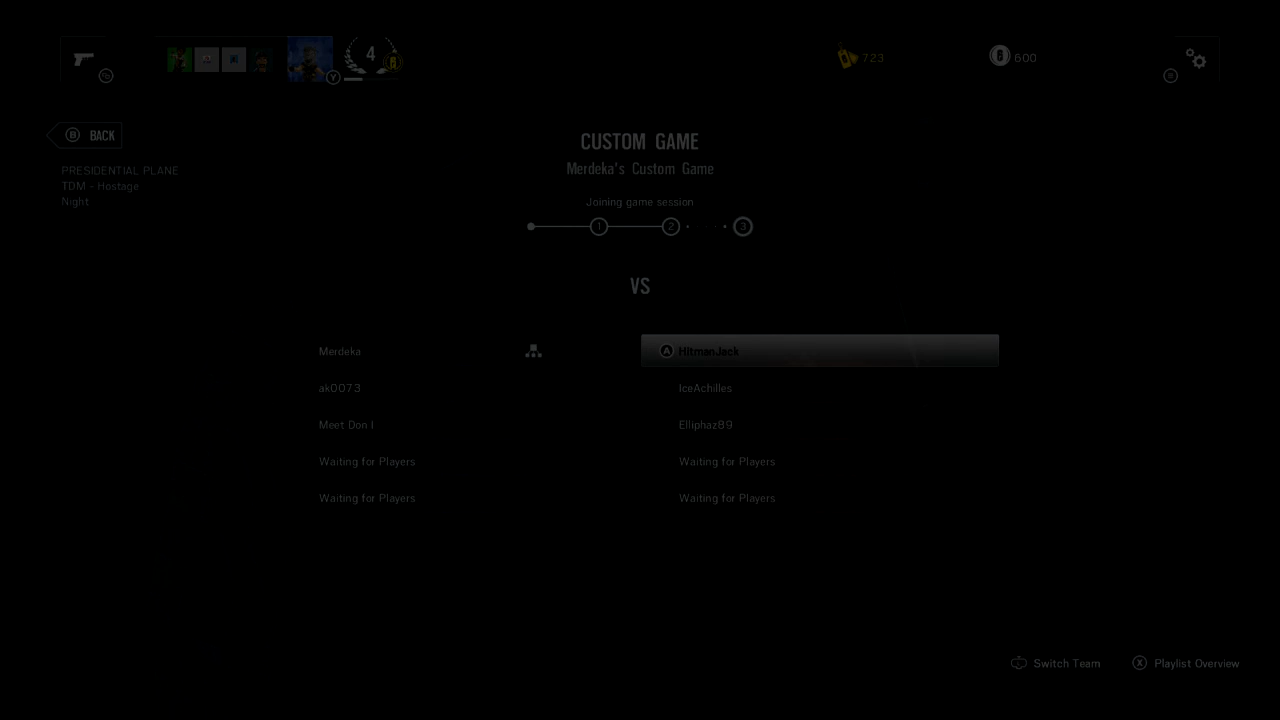 4
Y
723
600
B BACK
PRESIDENTIAL PLANE
TDM - Hostage
Night
CUSTOM GAME
Merdeka's Custom Game
Joining game session
1 2 3
VS
Merdeka
A HitmanJack
ak0073
IceAchilles
Meet Don I
Elliphaz89
Waiting for Players
Waiting for Players
Waiting for Players
Waiting for Players
Switch Team
X Playlist Overview